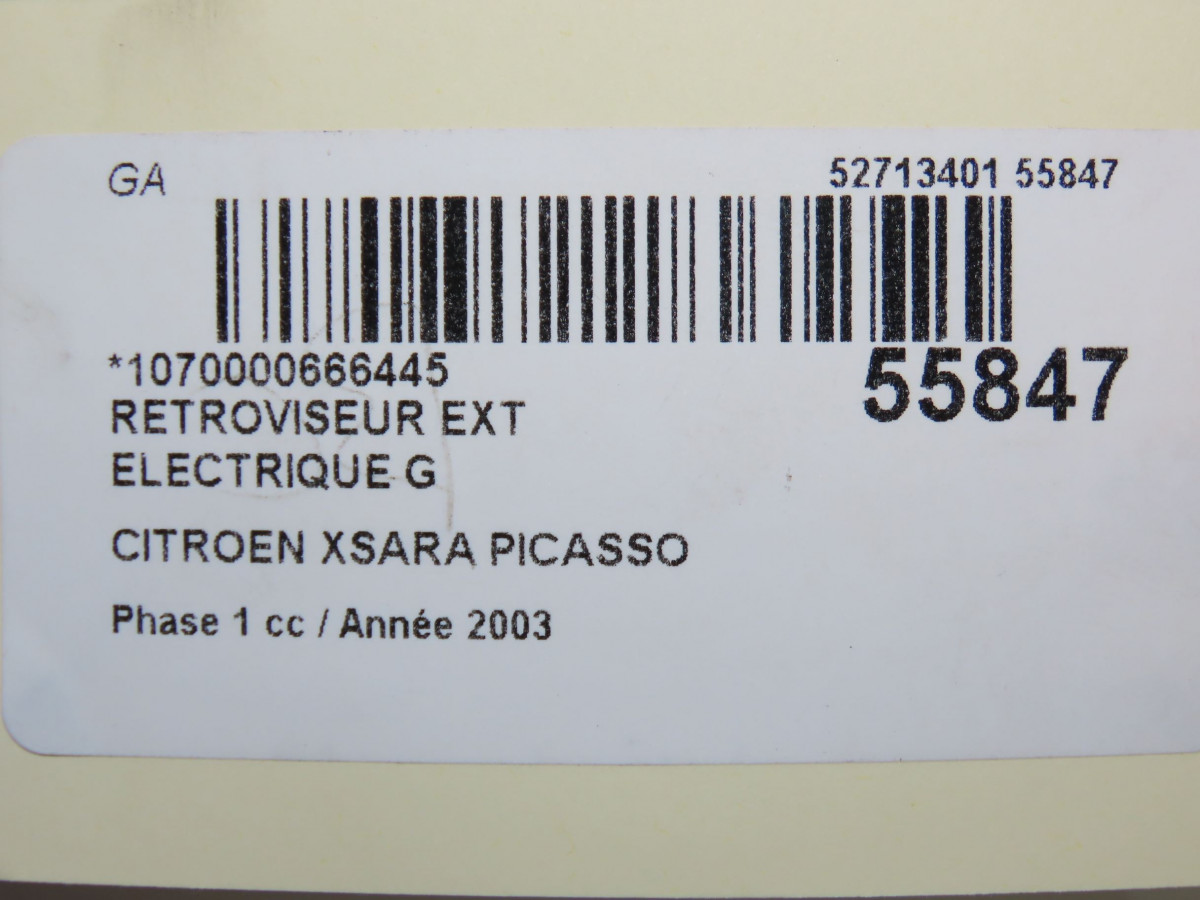 GA 52713401 55847
*1070000666445 55847
RETROVISEUR EXT
ELECTRIQUE G
CITROEN XSARA PICASSO
Phase 1 cc / Année 2003